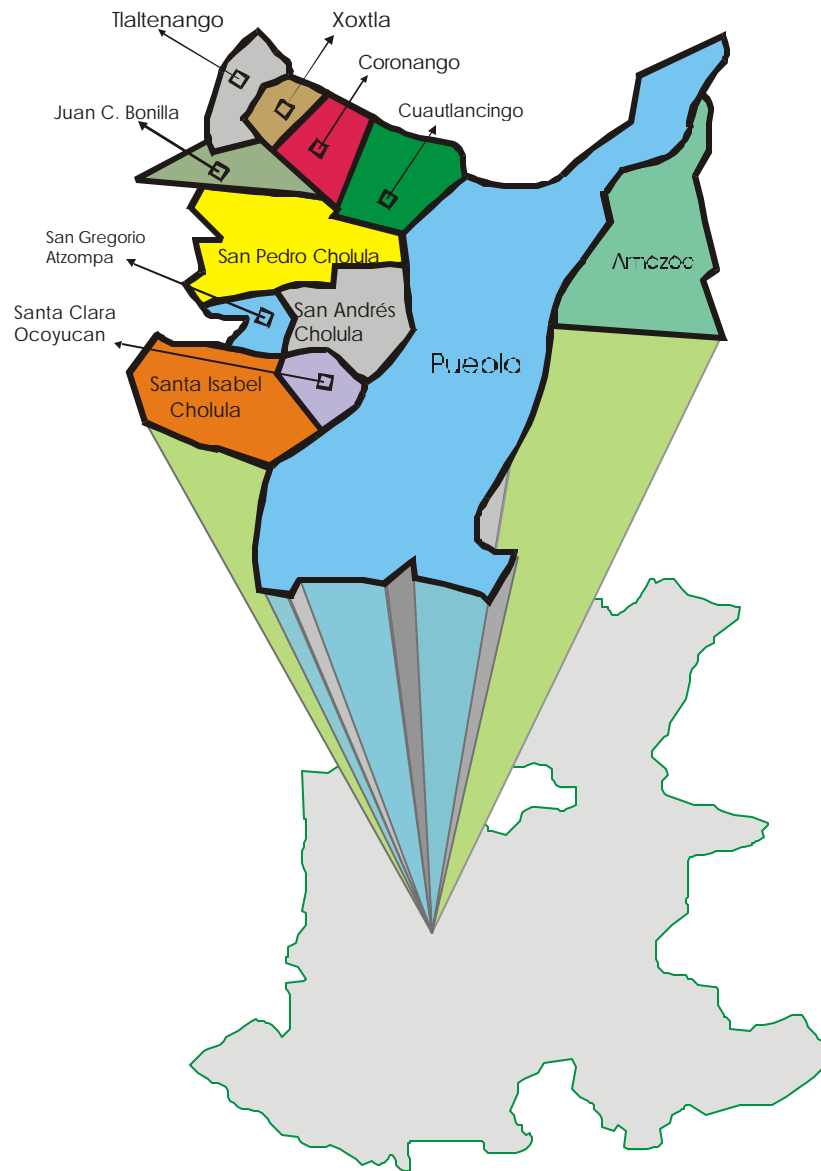 Tlaltenango
Xoxtla
Coronango
Juan C. Bonilla
Cuautlancingo
San Gregorio
Atzompa
San Pedro Cholula
Amozoc
Santa Clara
Ocoyucan
San Andrés
Cholula
Puebla
Santa Isabel
Cholula